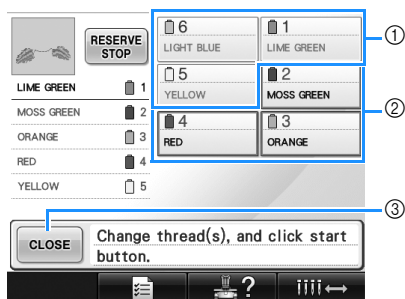 RESERVE
STOP
LIME GREEN 1
MOSS GREEN 2
ORANGE 3
RED 4
YELLOW 5
6
LIGHT BLUE
1
LIME GREEN
5
YELLOW
2
MOSS GREEN
4
RED
3
ORANGE
1
2
3
CLOSE
Change thread(s), and click start
button.
?